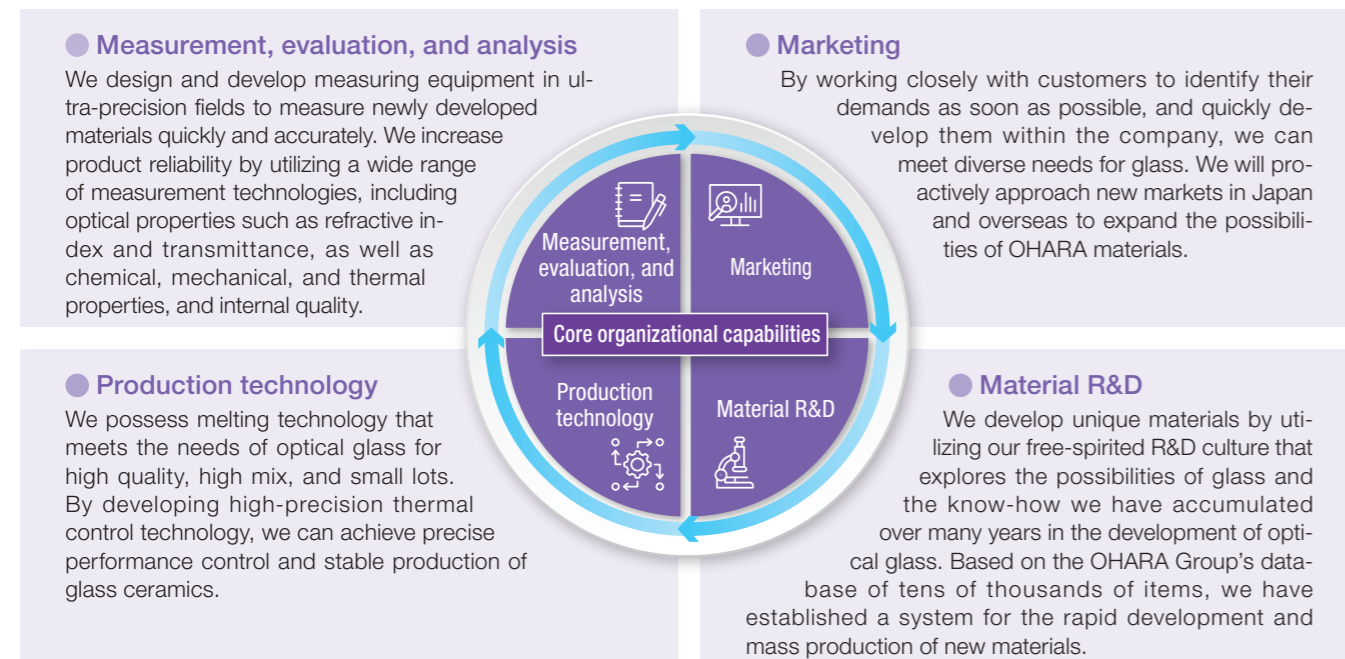 Measurement, evaluation, and analysis
We design and develop measuring equipment in ul-
tra-precision fields to measure newly developed
materials quickly and accurately. We increase
product reliability by utilizing a wide range
of measurement technologies, including
optical properties such as refractive in-
dex and transmittance, as well as
chemical, mechanical, and thermal
properties, and internal quality.
Marketing
By working closely with customers to identify their
demands as soon as possible, and quickly de-
velop them within the company, we can
meet diverse needs for glass. We will pro-
actively approach new markets in Japan
and overseas to expand the possibili-
ties of OHARA materials.
Measurement,
evaluation, and
analysis
Marketing
Core organizational capabilities
Production
technology
Material R&D
Production technology
We possess melting technology that
meets the needs of optical glass for
high quality, high mix, and small lots.
By developing high-precision thermal
control technology, we can achieve precise
performance control and stable production of
glass ceramics.
Material R&D
We develop unique materials by uti-
lizing our free-spirited R&D culture that
explores the possibilities of glass and
the know-how we have accumulated
over many years in the development of opti-
cal glass. Based on the OHARA Group's data-
base of tens of thousands of items, we have
established a system for the rapid development and
mass production of new materials.